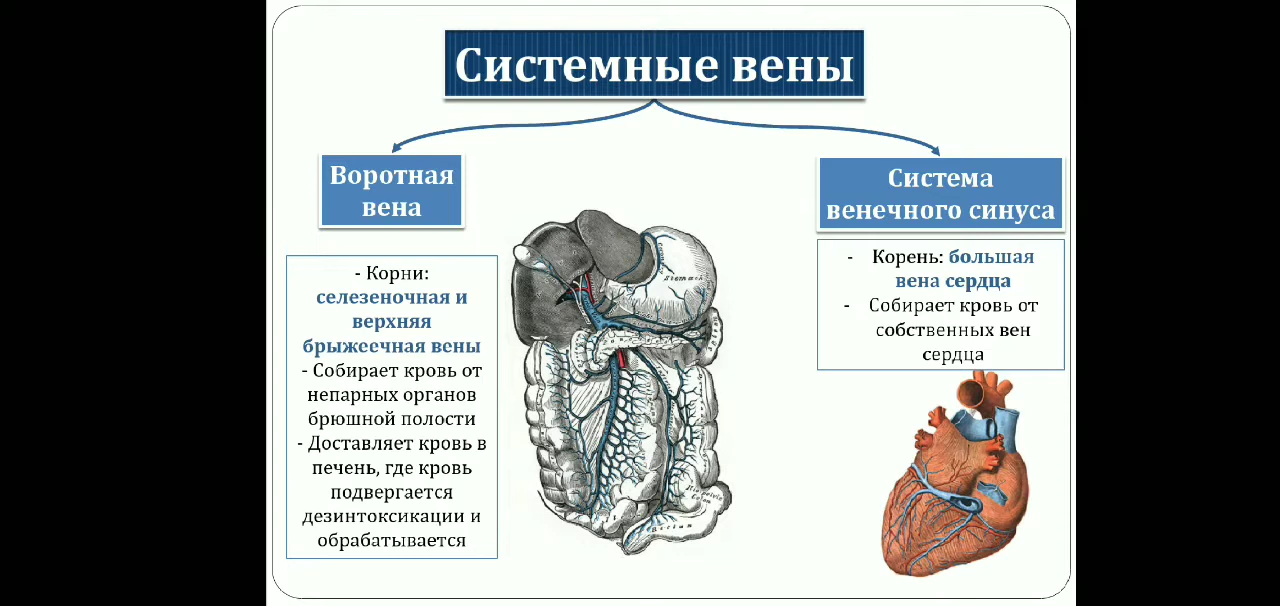 Системные вены
Воротная
вена
- Корни:
селезеночная и
верхняя
брыжеечная вены
- Собирает кровь от
непарных органов
брюшной полости
- Доставляет кровь в
печень, где кровь
подвергается
дезинтоксикации и
обрабатывается
Система
венечного синуса
- Корень: большая
вена сердца
- Собирает кровь от
собственных вен
сердца